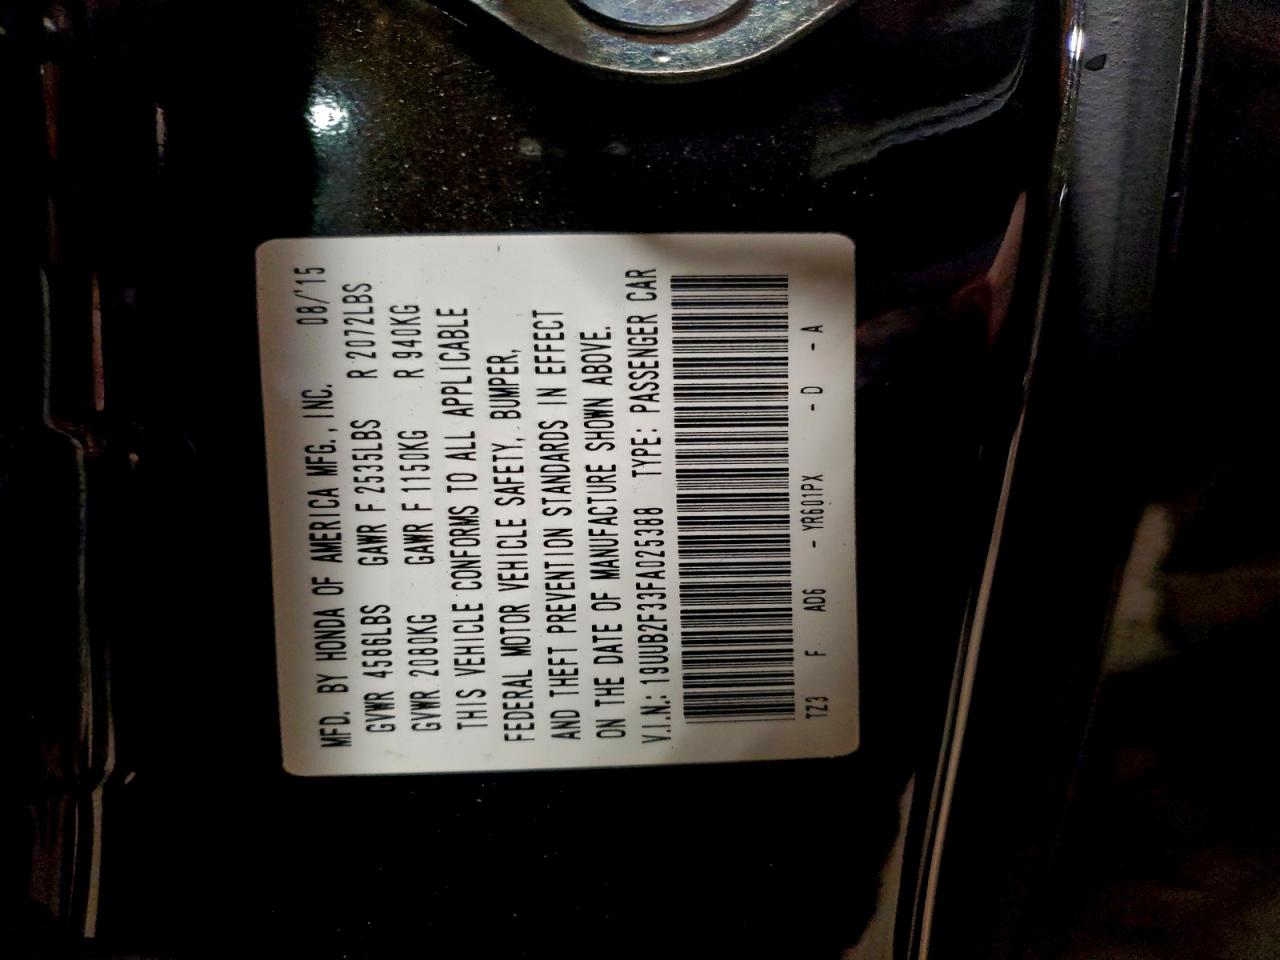 MFD. BY HONDA OF AMERICA MFG., INC. 08/'15
GVWR 4586LBS GAWR F 2535LBS R 2072LBS
GVWR 2080KG GAWR F 1150KG R 940KG
THIS VEHICLE CONFORMS TO ALL APPLICABLE
FEDERAL MOTOR VEHICLE SAFETY, BUMPER,
AND THEFT PREVENTION STANDARDS IN EFFECT
ON THE DATE OF MANUFACTURE SHOWN ABOVE.
V.I.N.: 19UUB2F33FA025388 TYPE: PASSENGER CAR
TZ3 F AD6 - YR601PX - D - A